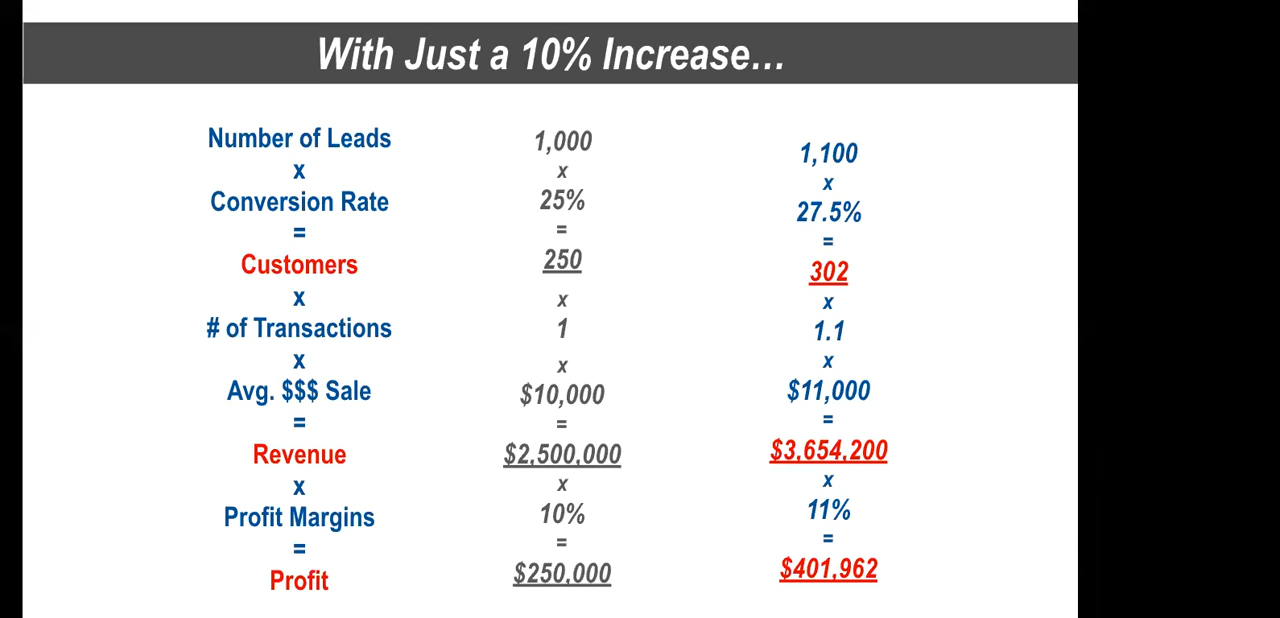 With Just a 10% Increase...
Number of Leads
x
Conversion Rate
=
Customers
x
# of Transactions
x
Avg. $$$ Sale
=
Revenue
x
Profit Margins
=
Profit
1,000
x
25%
=
250
x
1
x
$10,000
=
$2,500,000
x
10%
=
$250,000
1,100
x
27.5%
=
302
x
1.1
x
$11,000
=
$3,654,200
x
11%
=
$401,962